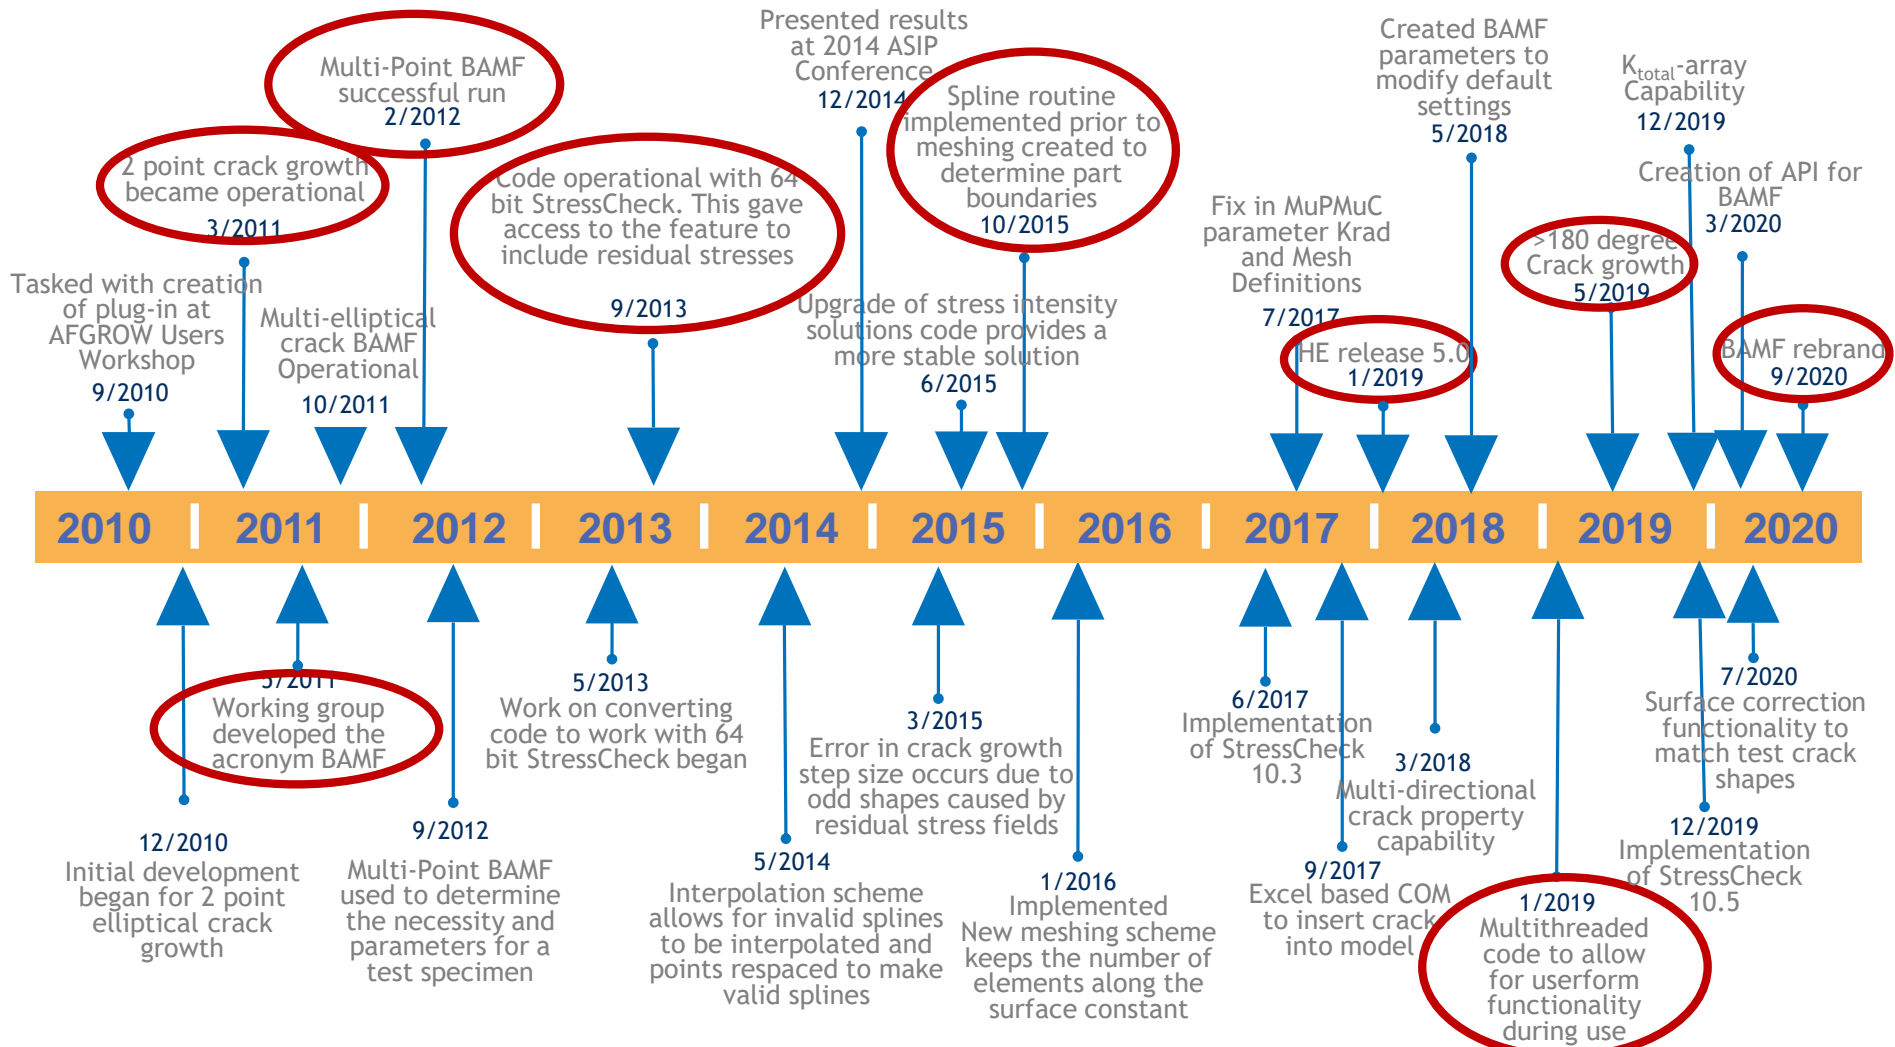 Tasked with creation
of plug-in at
AFGROW Users
Workshop
9/2010
2 point crack growth
became operational
3/2011
Multi-elliptical
crack BAMF
Operational
10/2011
Multi-Point BAMF
successful run
2/2012
Code operational with 64
bit StressCheck. This gave
access to the feature to
include residual stresses
9/2013
Presented results
at 2014 ASIP
Conference
12/2014
Upgrade of stress intensity
solutions code provides a
more stable solution
6/2015
Spline routine
implemented prior to
meshing created to
determine part
boundaries
10/2015
Fix in MuPMuC
parameter Krad
and Mesh
Definitions
7/2017
HE release 5.0
1/2019
Created BAMF
parameters to
modify default
settings
5/2018
>180 degree
Crack growth
5/2019
Ktotal-array
Capability
12/2019
Creation of API for
BAMF
3/2020
BAMF rebrand
9/2020
2010
2011
2012
2013
2014
2015
2016
2017
2018
2019
2020
12/2010
Initial development
began for 2 point
elliptical crack
growth
5/2011
Working group
developed the
acronym BAMF
9/2012
Multi-Point BAMF
used to determine
the necessity and
parameters for a
test specimen
5/2013
Work on converting
code to work with 64
bit StressCheck began
5/2014
Interpolation scheme
allows for invalid splines
to be interpolated and
points respaced to make
valid splines
3/2015
Error in crack growth
step size occurs due to
odd shapes caused by
residual stress fields
1/2016
Implemented
New meshing scheme
keeps the number of
elements along the
surface constant
6/2017
Implementation
of StressCheck
10.3
9/2017
Excel based COM
to insert crack
into model
3/2018
Multi-directional
crack property
capability
1/2019
Multithreaded
code to allow
for userform
functionality
during use
12/2019
Implementation
of StressCheck
10.5
7/2020
Surface correction
functionality to
match test crack
shapes